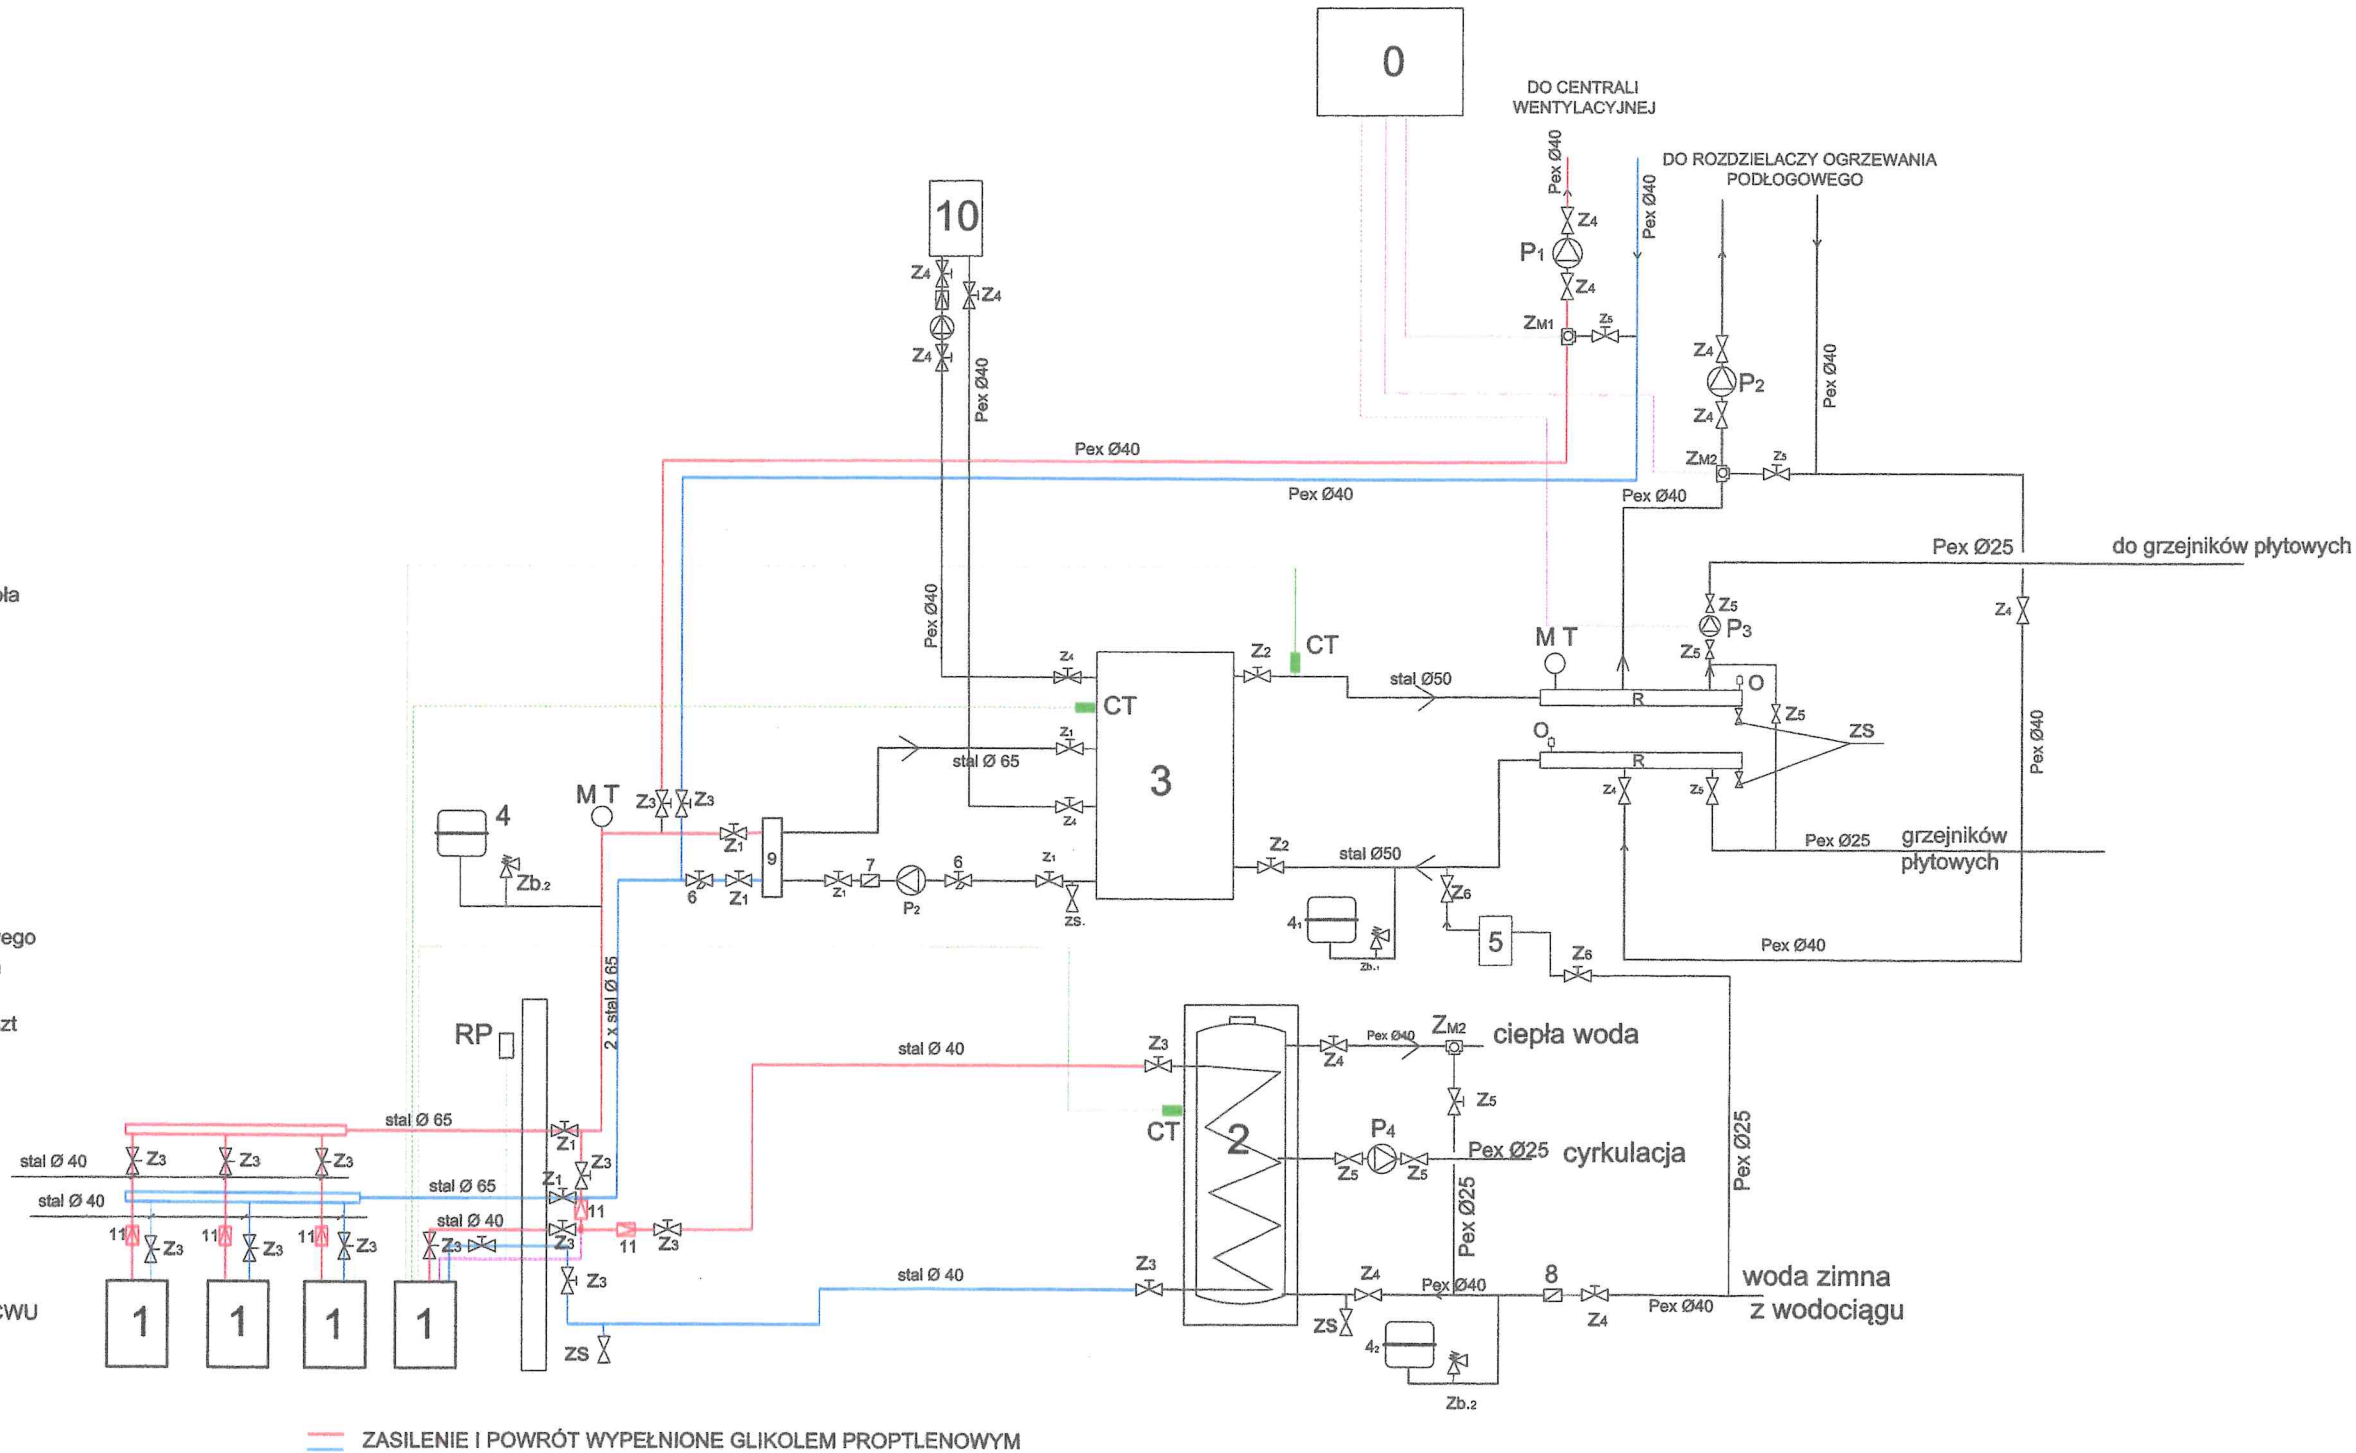 0
DO CENTRALI
WENTYLACYJNEJ
DO ROZDZIELACZY OGRZEWANIA
PODŁOGOWEGO
Pex Ø40
Pex Ø40
10
Z4
P1
Z4
Z4
Z4
Z4
ZM1
Z5
Z4
P2
Z4
Pex Ø40
Pex Ø40
Pex Ø40
ZM2
Z5
Pex Ø40
Pex Ø40
Pex Ø25
do grzejników płytowych
Pex Ø40
Z5
P3
Z5
Z4
M T
CT
Z4
Z2
stal Ø50
R
O
CT
Z1
stal Ø 65
3
O
R
Z5
ZS
Pex Ø40
M T
Z3
Z3
4
Z4
Z4
Z5
Z1
9
Zb.2
6
Z1
Z1
7
P2
6
Z1
ZS.
Z2
stal Ø50
Pex Ø25
grzejników
płytowych
Z6
41
Zb.1
5
Z6
Pex Ø40
wego
zt
2 x stal Ø 65
RP
stal Ø 40
Z3
Z4
Pex Ø40
ZM2
ciepła woda
Z5
CT
2
P4
Z5
Z5
Pex Ø25
cyrkulacja
Pex Ø25
Pex Ø25
stal Ø 65
Z1
stal Ø 40
Z3
Z3
Z3
Z3
stal Ø 65
Z1
stal Ø 40
11
stal Ø 40
11
11
11
Z3
Z3
Z3
Z3
Z3
11
Z3
Z3
stal Ø 40
Z3
Z4
Pex Ø40
8
Z4
Pex Ø40
woda zimna
z wodociągu
CWU
1
1
1
1
ZS
ZS
42
Zb.2
ZASILENIE I POWRÓT WYPEŁNIONE GLIKOLEM PROPTLENOWYM